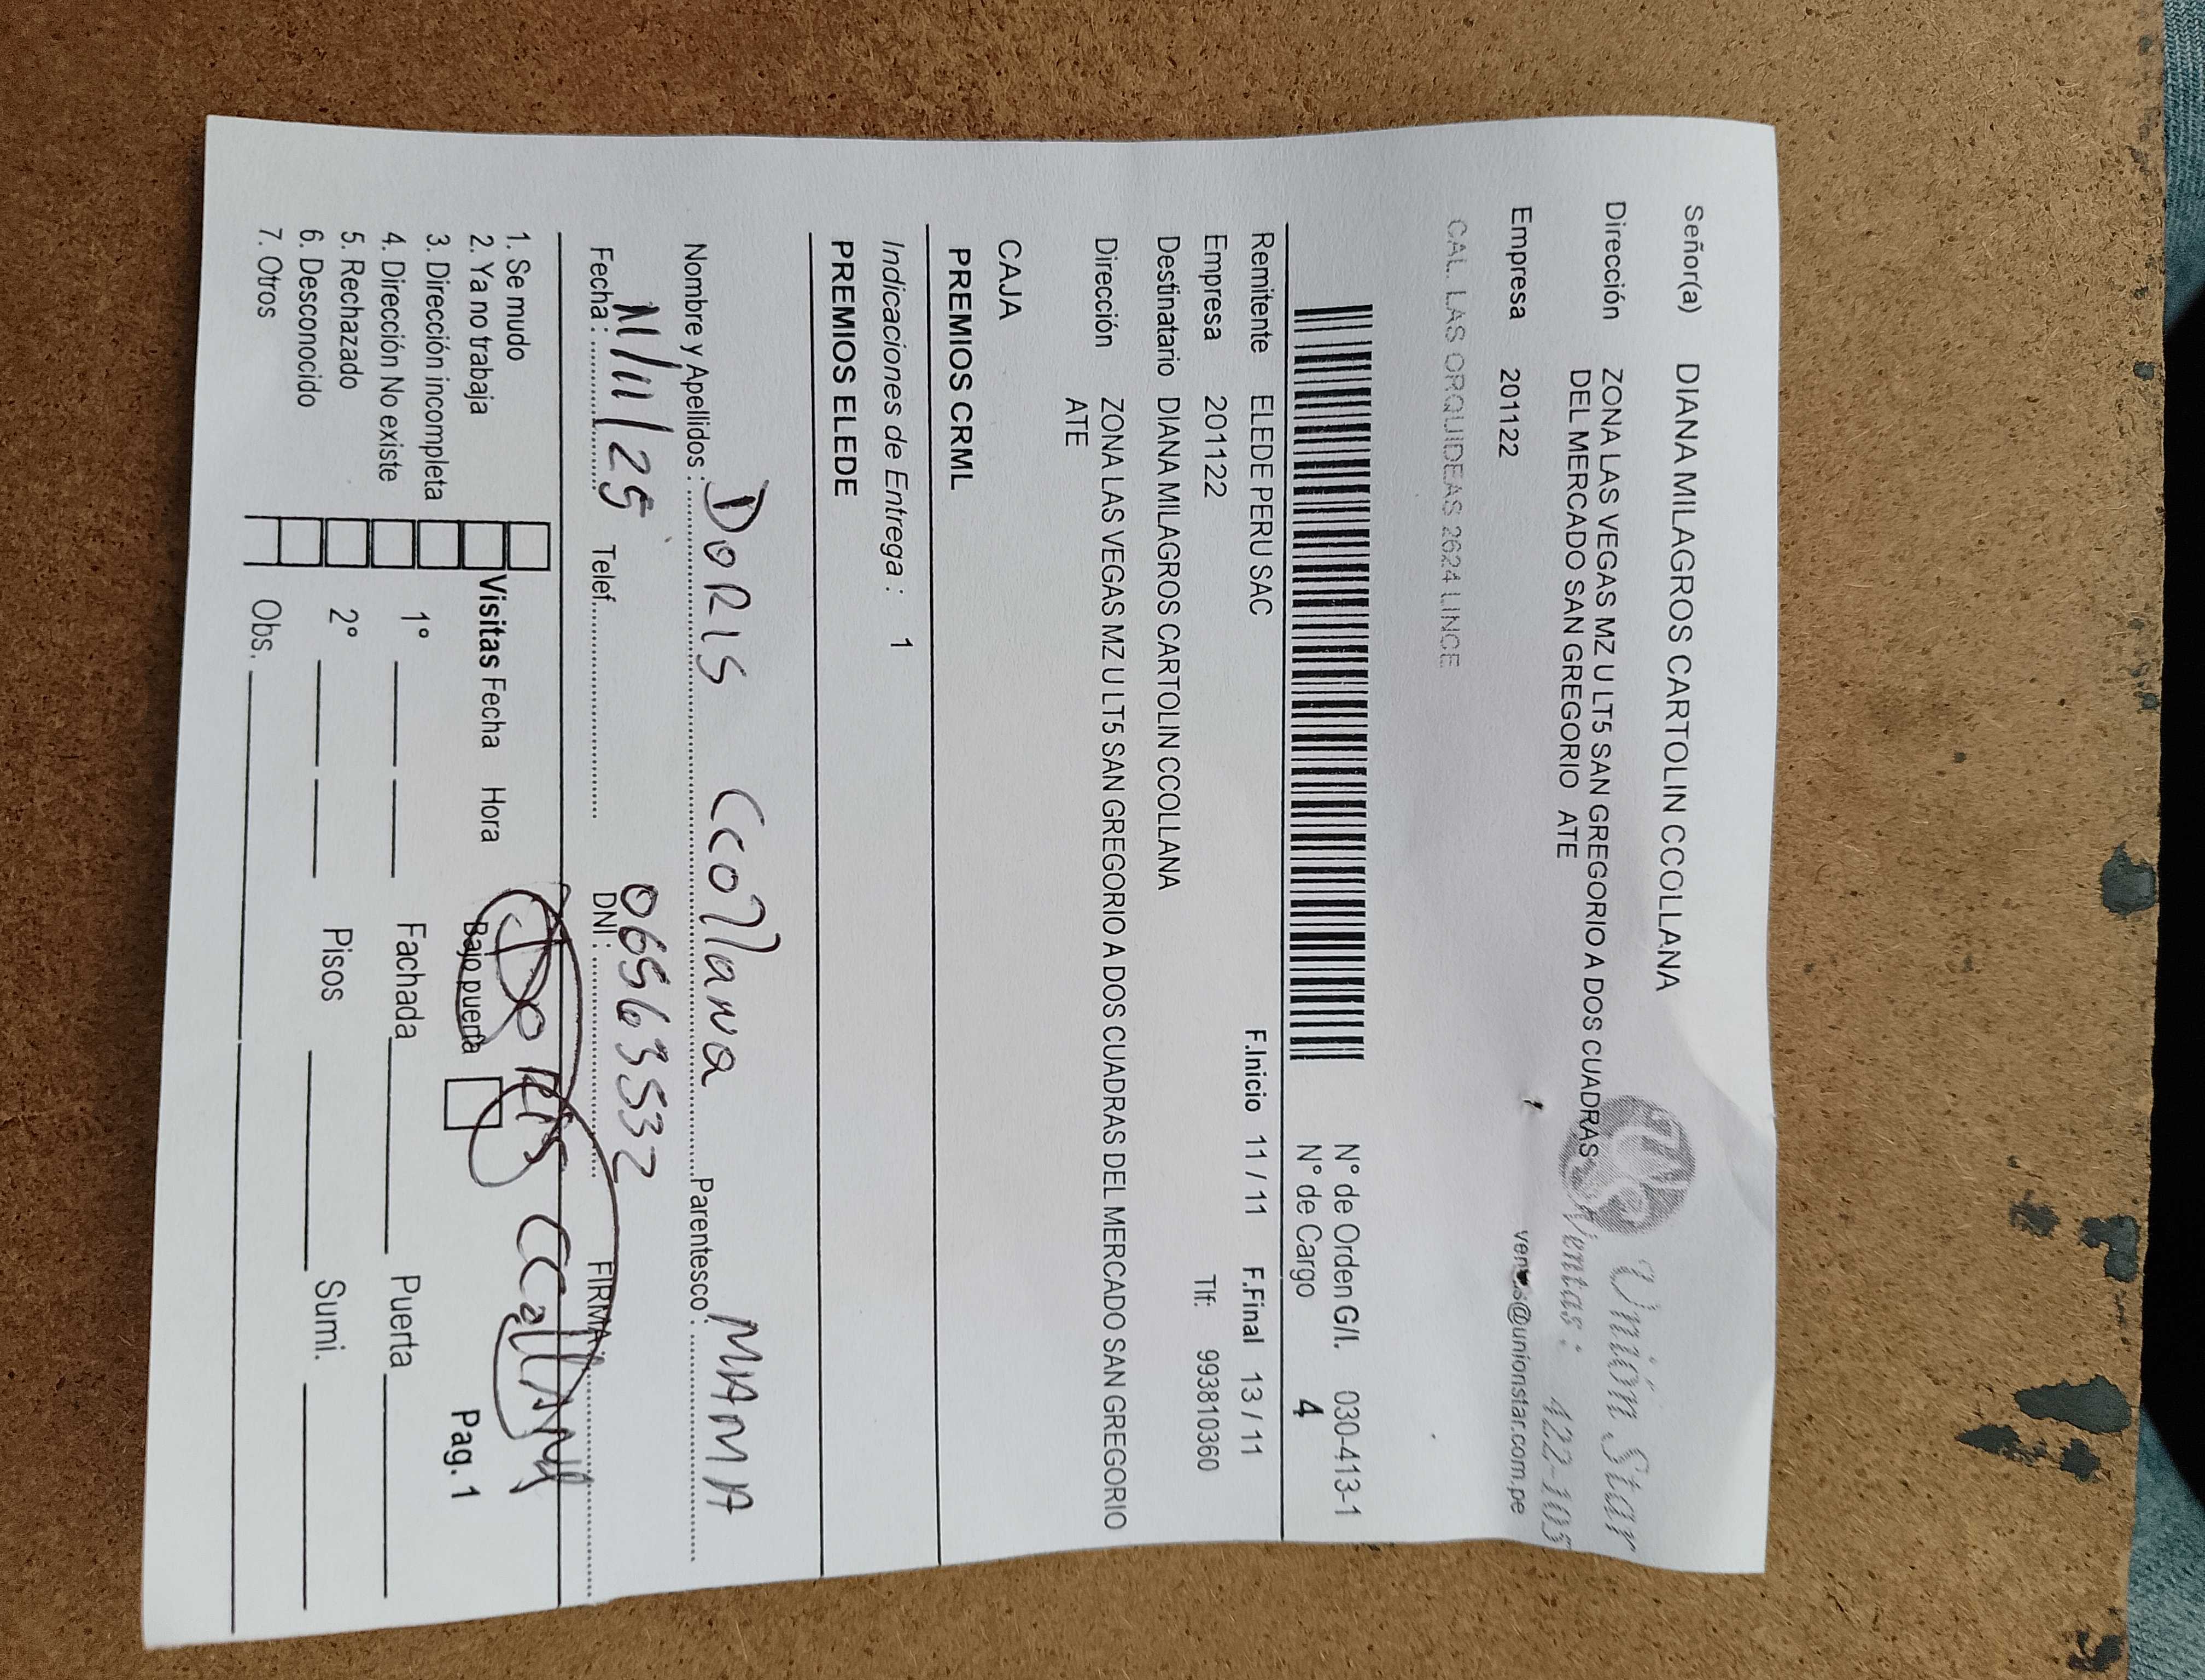 Señor(a) DIANA MILAGROS CARTOLIN CCOLLANA
Unión Star
Dirección ZONA LAS VEGAS MZ U LT5 SAN GREGORIO A DOS CUADRAS
DEL MERCADO SAN GREGORIO ATE
Ventas: 422-105
Empresa 201122
ventas@unionstar.com.pe
CAL. LAS ORQUIDEAS 2624 LINCE
N° de Orden G/I. 030-413-1
N° de Cargo 4
Remitente ELEDE PERU SAC F.Inicio 11 / 11 F.Final 13 / 11
Empresa 201122 Tlf: 993810360
Destinatario DIANA MILAGROS CARTOLIN CCOLLANA
Dirección ZONA LAS VEGAS MZ U LT5 SAN GREGORIO A DOS CUADRAS DEL MERCADO SAN GREGORIO
ATE
CAJA
PREMIOS CRML
Indicaciones de Entrega : 1
PREMIOS ELEDE
Nombre y Apellidos : DORIS Ccollana Parentesco : MAMA
Fecha : 11/11/25 Telef. DNI : FIRMA
DORIS CCollANA
1. Se mudo
2. Ya no trabaja
3. Dirección incompleta
4. Dirección No existe
5. Rechazado
6. Desconocido
7. Otros
Visitas Fecha Hora Bajo puerta Pag. 1
1° Fachada Puerta
2° Pisos Sumi.
Obs.